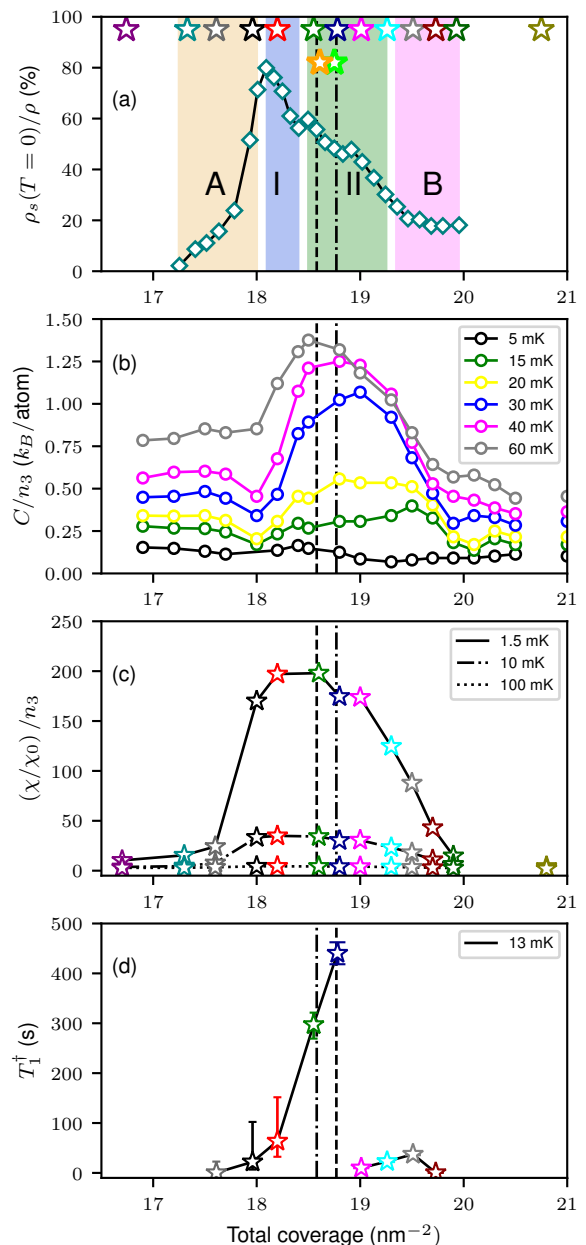 ρs(T = 0)/ρ (%)
100
80
60
40
20
0
(a)
A
I
II
B
17
18
19
20
21
C/n3 (kB/atom)
1.50
1.25
1.00
0.75
0.50
0.25
0.00
(b)
5 mK
15 mK
20 mK
30 mK
40 mK
60 mK
17
18
19
20
21
(χ/χ0)/n3
250
200
150
100
50
0
(c)
1.5 mK
10 mK
100 mK
17
18
19
20
21
T1† (s)
500
400
300
200
100
0
(d)
13 mK
17
18
19
20
21
Total coverage (nm−2)